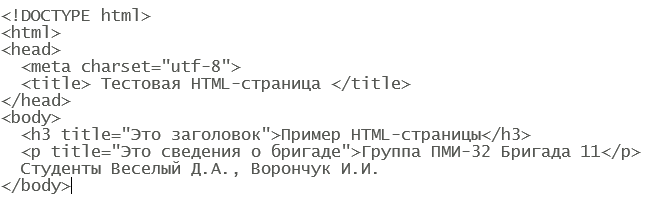 <!DOCTYPE html>
<html>
<head>
  <meta charset="utf-8">
  <title> Тестовая HTML-страница </title>
</head>
<body>
  <h3 title="Это заголовок">Пример HTML-страницы</h3>
  <p title="Это сведения о бригаде">Группа ПМИ-32 Бригада 11</p>
  Студенты Веселый Д.А., Ворончук И.И.
</body>